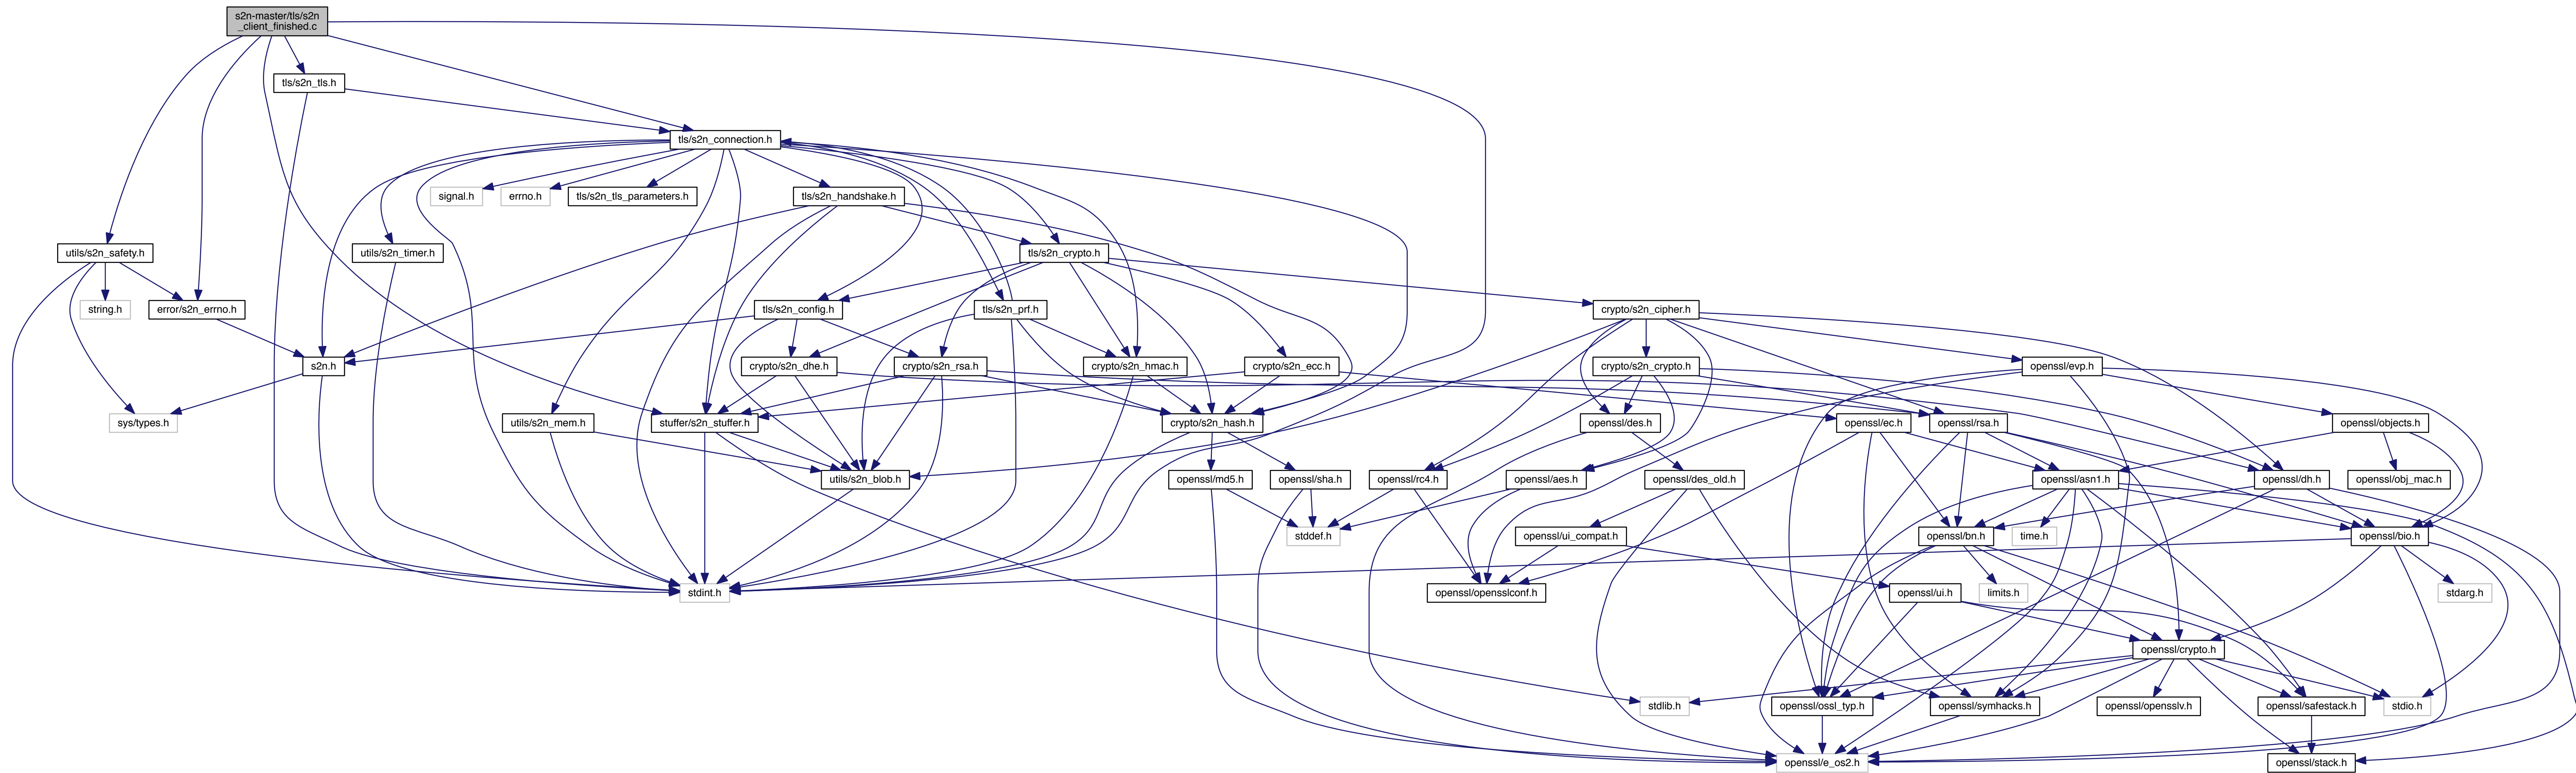 s2n-master/tls/s2n
_client_finished.c
tls/s2n_tls.h
tls/s2n_connection.h
signal.h
errno.h
tls/s2n_tls_parameters.h
tls/s2n_handshake.h
utils/s2n_safety.h
utils/s2n_timer.h
tls/s2n_crypto.h
string.h
error/s2n_errno.h
tls/s2n_config.h
tls/s2n_prf.h
crypto/s2n_cipher.h
s2n.h
crypto/s2n_dhe.h
crypto/s2n_rsa.h
crypto/s2n_hmac.h
crypto/s2n_ecc.h
crypto/s2n_crypto.h
openssl/evp.h
sys/types.h
utils/s2n_mem.h
stuffer/s2n_stuffer.h
crypto/s2n_hash.h
openssl/des.h
openssl/ec.h
openssl/rsa.h
openssl/objects.h
utils/s2n_blob.h
openssl/md5.h
openssl/sha.h
openssl/rc4.h
openssl/aes.h
openssl/des_old.h
openssl/asn1.h
openssl/dh.h
openssl/obj_mac.h
stddef.h
openssl/ui_compat.h
openssl/bn.h
time.h
openssl/bio.h
stdint.h
openssl/opensslconf.h
openssl/ui.h
limits.h
stdarg.h
openssl/crypto.h
stdlib.h
openssl/ossl_typ.h
openssl/symhacks.h
openssl/opensslv.h
openssl/safestack.h
stdio.h
openssl/e_os2.h
openssl/stack.h